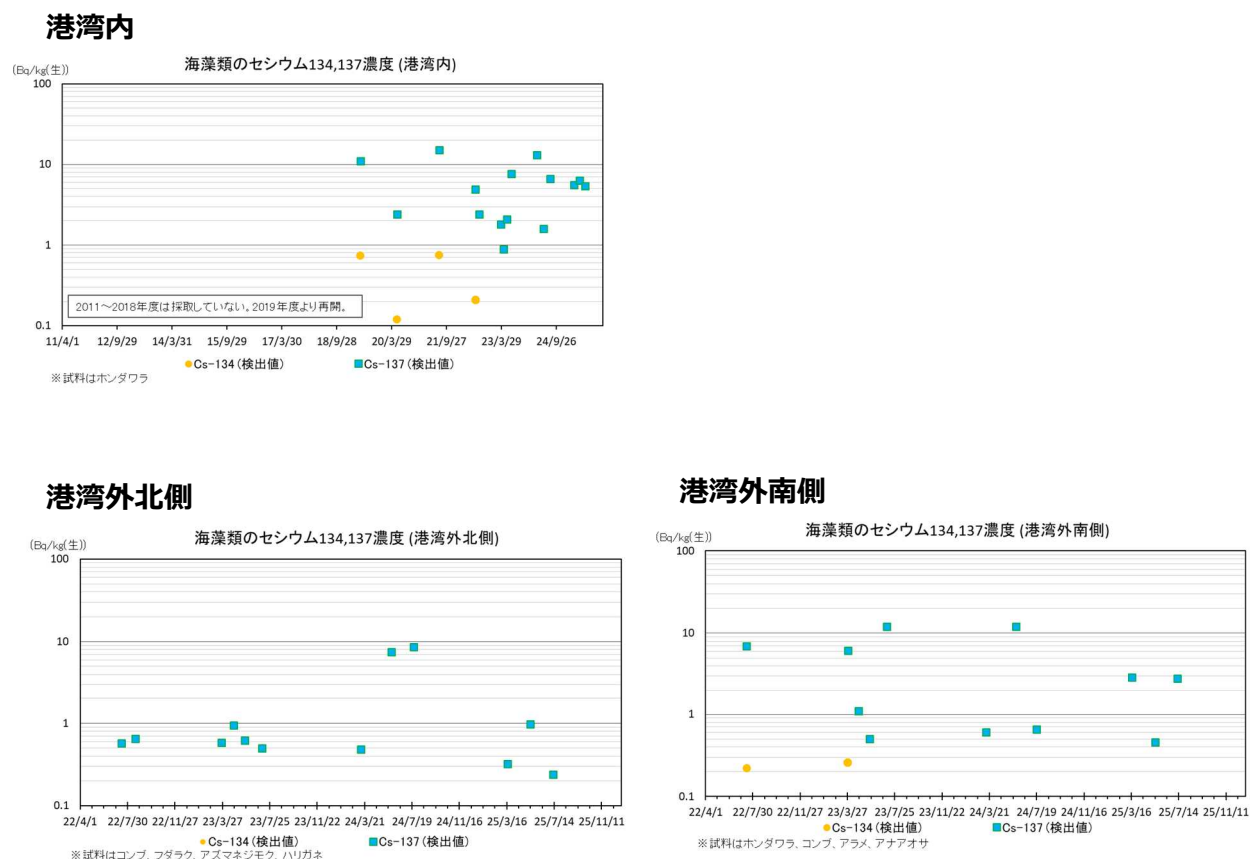 港湾内
海藻類のセシウム134,137濃度 (港湾内)
(Bq/kg(生))
100
10
1
0.1
2011～2018年度は採取していない。2019年度より再開。
11/4/1 12/9/29 14/3/31 15/9/29 17/3/30 18/9/28 20/3/29 21/9/27 23/3/29 24/9/26
Cs-134(検出値) Cs-137(検出値)
※試料はホンダワラ
港湾外北側
海藻類のセシウム134,137濃度 (港湾外北側)
(Bq/kg(生))
100
10
1
0.1
22/4/1 22/7/30 22/11/27 23/3/27 23/7/25 23/11/22 24/3/21 24/7/19 24/11/16 25/3/16 25/7/14 25/11/11
Cs-134(検出値) Cs-137(検出値)
※試料はコンブ、フダラク、アズマネジモク、ハリガネ
港湾外南側
海藻類のセシウム134,137濃度 (港湾外南側)
(Bq/kg(生))
100
10
1
0.1
22/4/1 22/7/30 22/11/27 23/3/27 23/7/25 23/11/22 24/3/21 24/7/19 24/11/16 25/3/16 25/7/14 25/11/11
Cs-134(検出値) Cs-137(検出値)
※試料はホンダワラ、コンブ、アラメ、アナアオサ